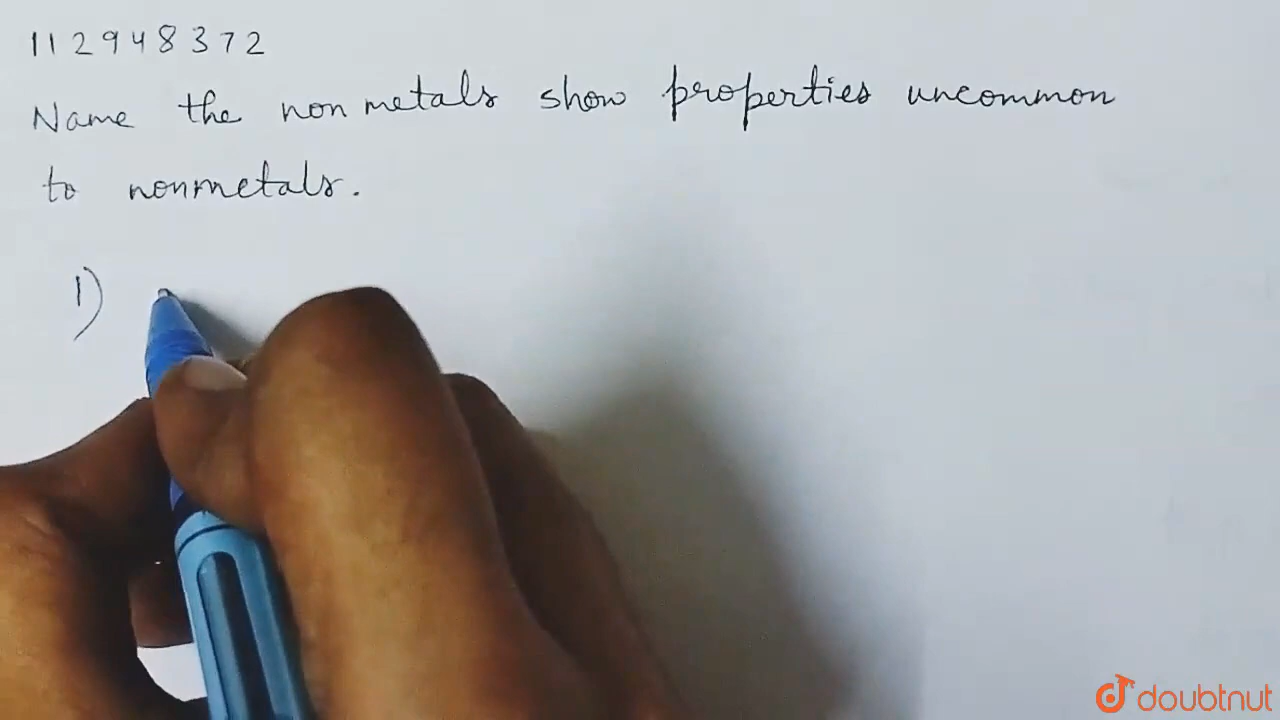 112948372
Name the non metals show properties uncommon
to nonmetals.
1)
doubtnut